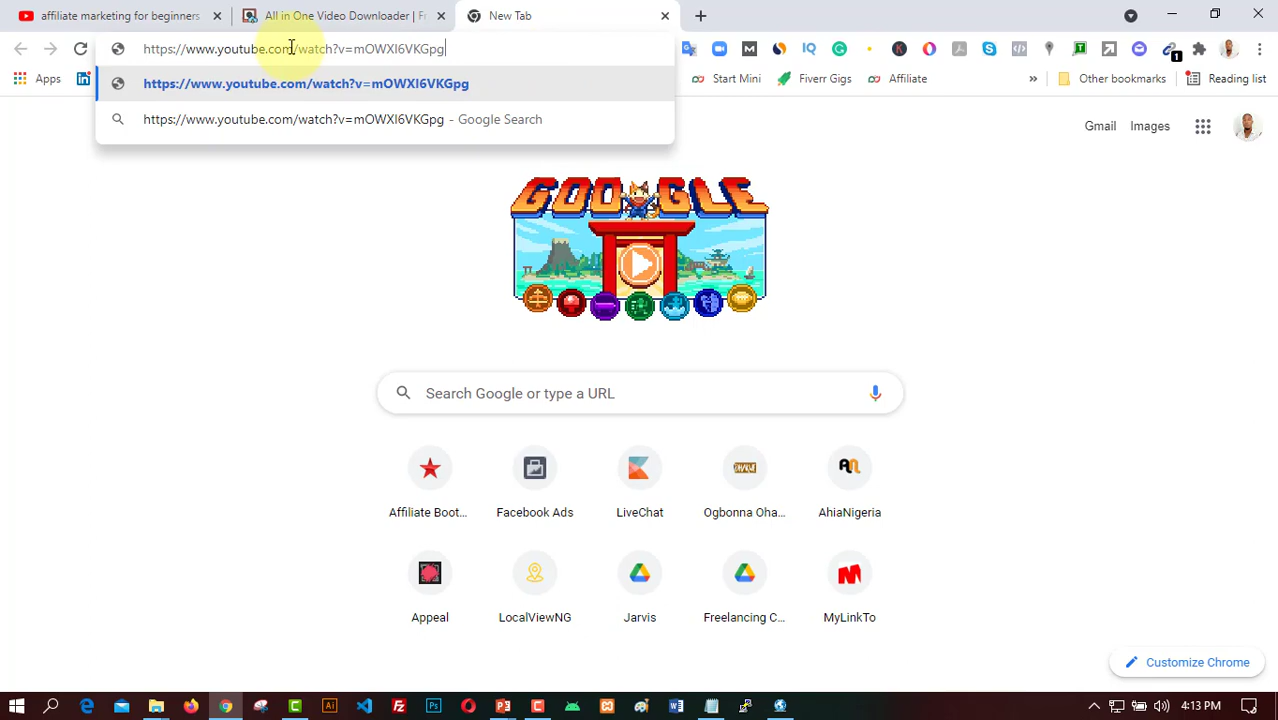 affiliate marketing for beginners
All in One Video Downloader | F
New Tab
https://www.youtube.com/watch?v=mOWXI6VKGpg
1
Apps
Start Mini
Fiverr Gigs
Affiliate
»
Other bookmarks
Reading list
https://www.youtube.com/watch?v=mOWXI6VKGpg
https://www.youtube.com/watch?v=mOWXI6VKGpg - Google Search
Gmail
Images
GOOGLE
Search Google or type a URL
Affiliate Boot...
Facebook Ads
LiveChat
Ogbonna Oha...
AhiaNigeria
Appeal
LocalViewNG
Jarvis
Freelancing C...
MyLinkTo
Customize Chrome
4:13 PM